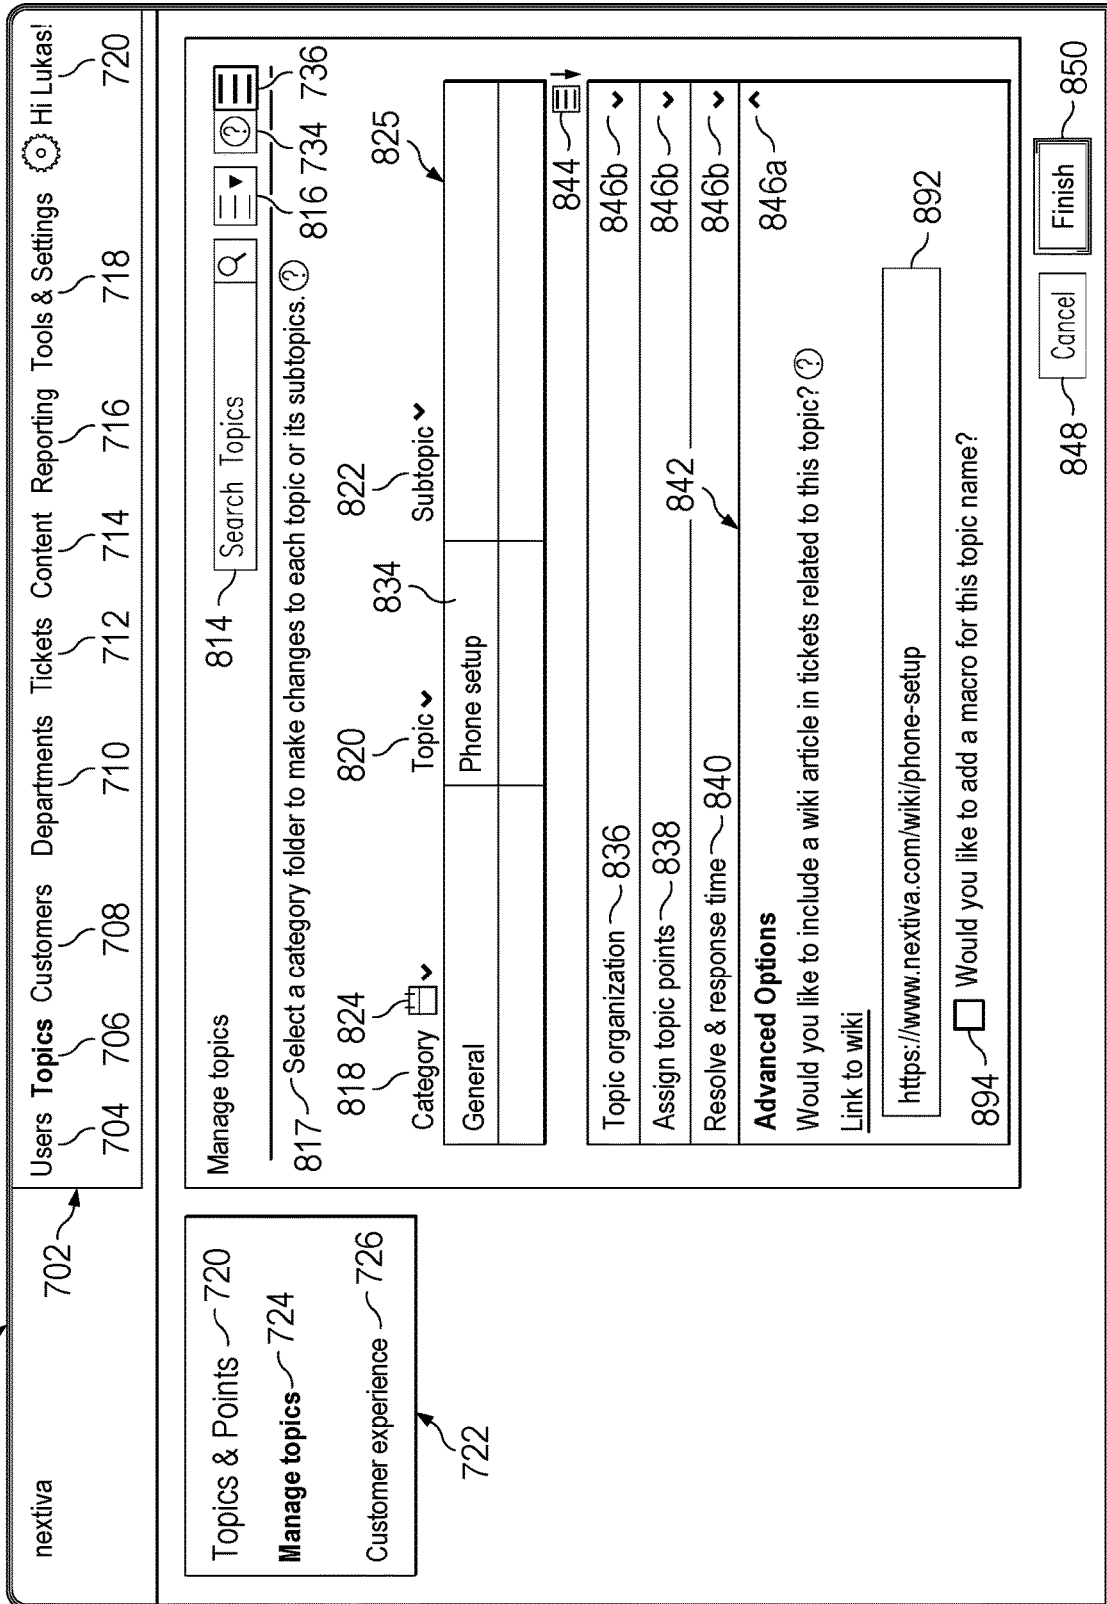 nextiva
702
Users Topics Customers Departments Tickets Content Reporting Tools & Settings Hi Lukas!
704 706 708 710 712 714 716 718 720
Topics & Points 720
Manage topics 724
Customer experience 726
722
Manage topics
814 Search Topics
816 734 736
817 Select a category folder to make changes to each topic or its subtopics. ?
818 824 820 822 825
Category Topic Subtopic
General Phone setup 834
844
Topic organization 836 846b
Assign topic points 838 846b
Resolve & response time 840 846b
842
Advanced Options 846a
Would you like to include a wiki article in tickets related to this topic? ?
Link to wiki
https://www.nextiva.com/wiki/phone-setup 892
894 Would you like to add a macro for this topic name?
848 Cancel Finish 850